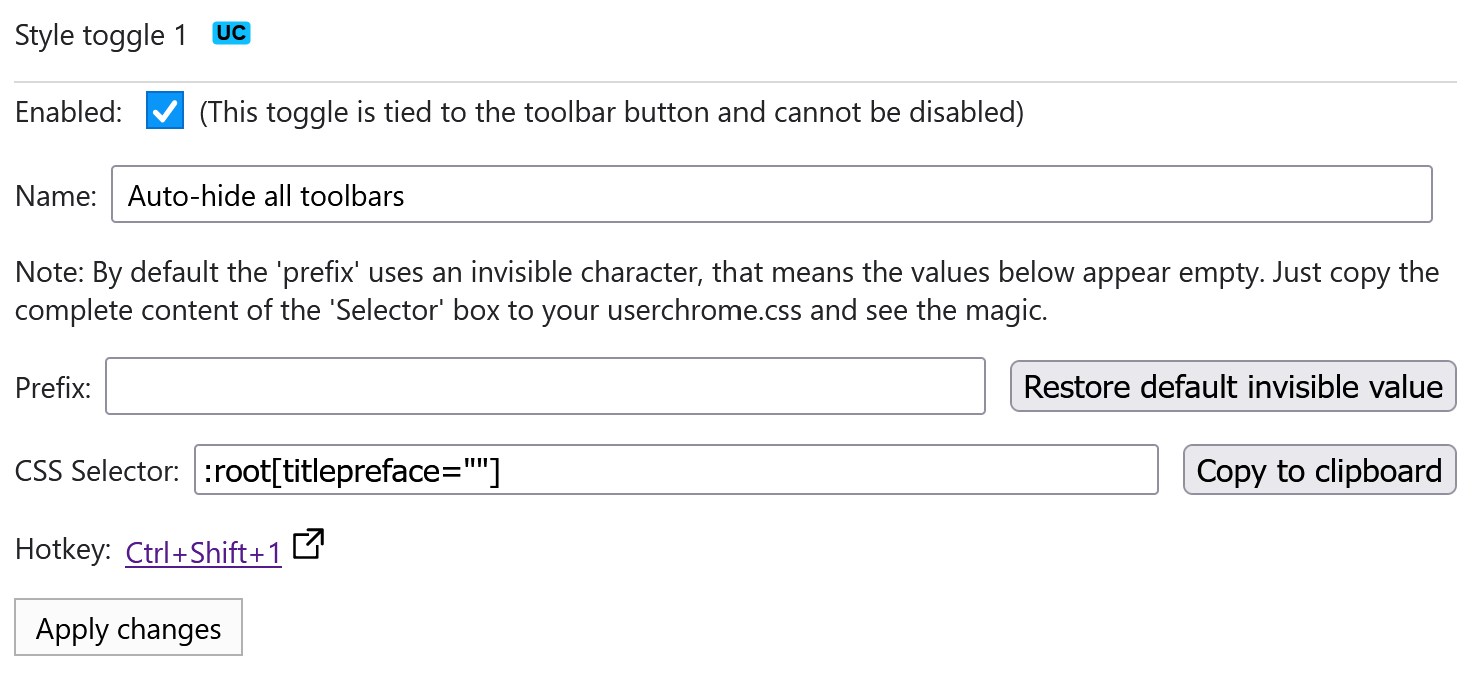 Style toggle 1 UC
Enabled: (This toggle is tied to the toolbar button and cannot be disabled)
Name: Auto-hide all toolbars
Note: By default the 'prefix' uses an invisible character, that means the values below appear empty. Just copy the
complete content of the 'Selector' box to your userchrome.css and see the magic.
Prefix: Restore default invisible value
CSS Selector: :root[titlepreface=""] Copy to clipboard
Hotkey: Ctrl+Shift+1
Apply changes